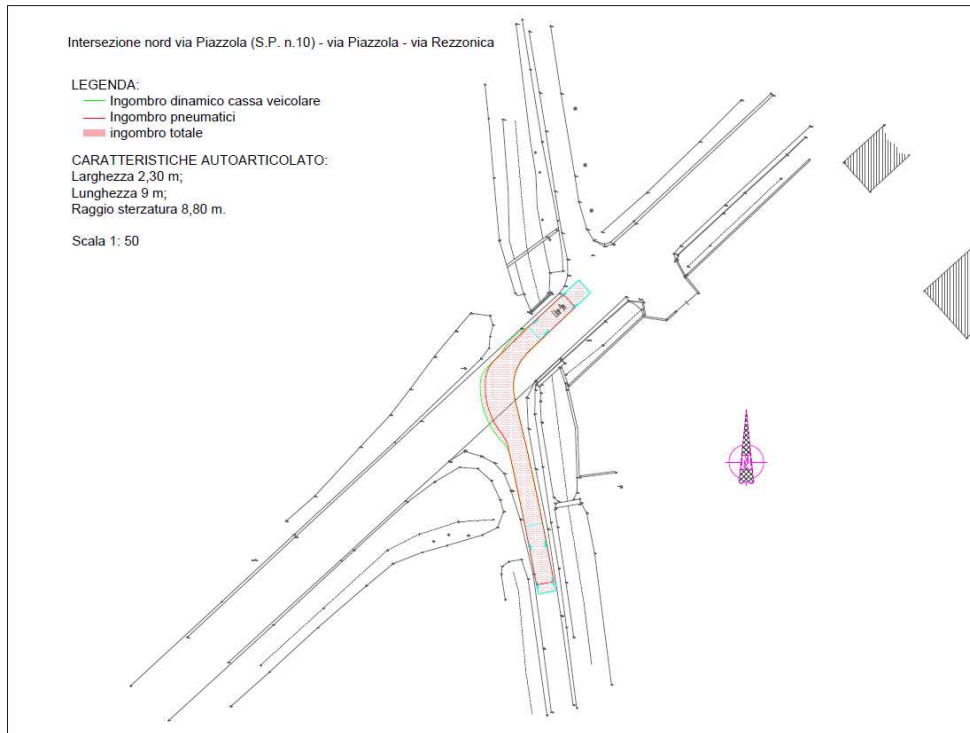 Intersezione nord via Piazzola (S.P. n.10) - via Piazzola - via Rezzonica
LEGENDA:
Ingombro dinamico cassa veicolare
Ingombro pneumatici
ingombro totale
CARATTERISTICHE AUTOARTICOLATO:
Larghezza 2,30 m;
Lunghezza 9 m;
Raggio sterzatura 8,80 m.
Scala 1: 50